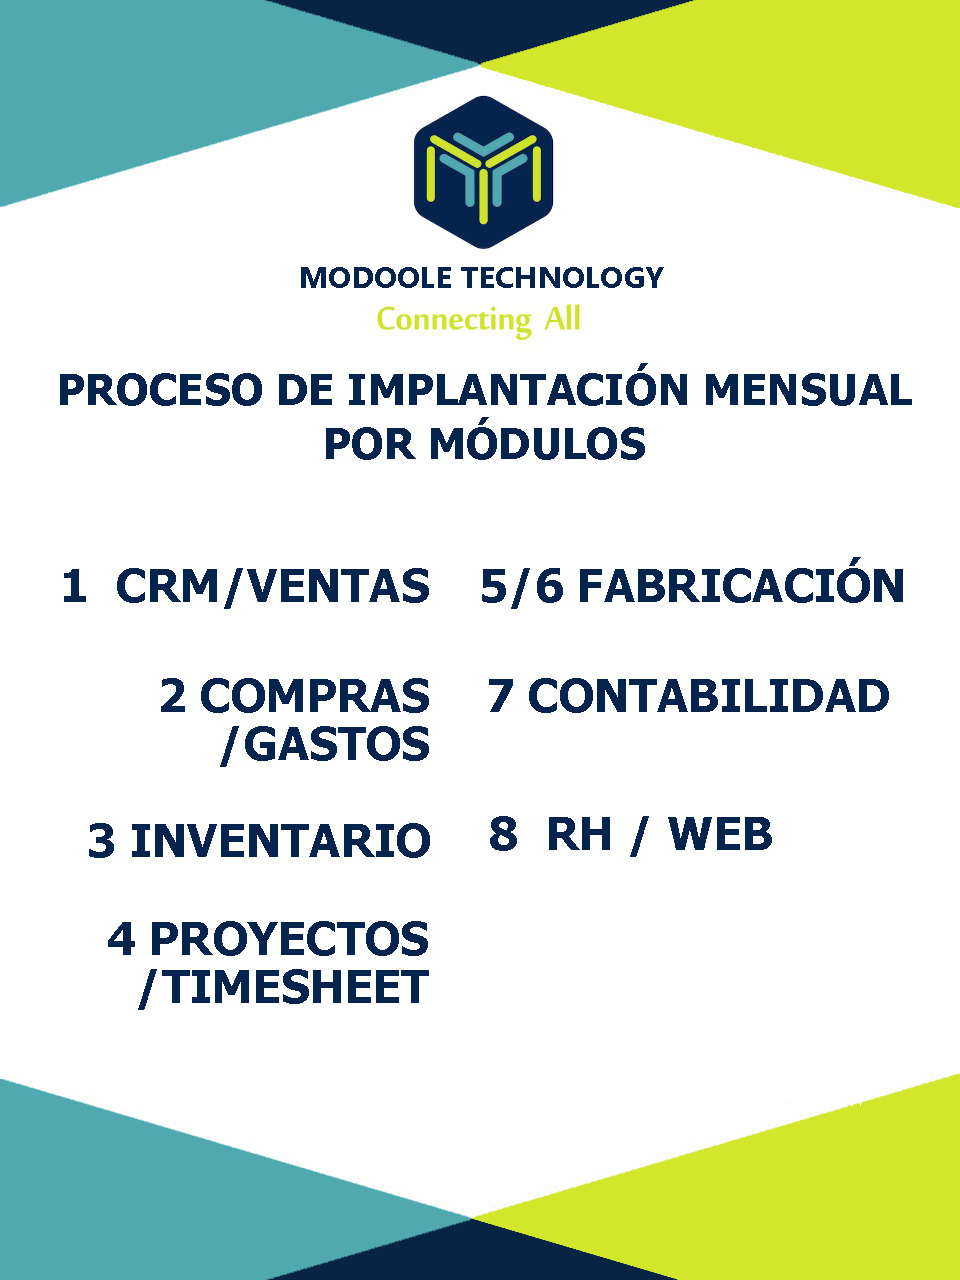 MODOOLE TECHNOLOGY
Connecting All
PROCESO DE IMPLANTACIÓN MENSUAL
POR MÓDULOS
1 CRM/VENTAS
2 COMPRAS
/GASTOS
3 INVENTARIO
4 PROYECTOS
/TIMESHEET
5/6 FABRICACIÓN
7 CONTABILIDAD
8 RH / WEB